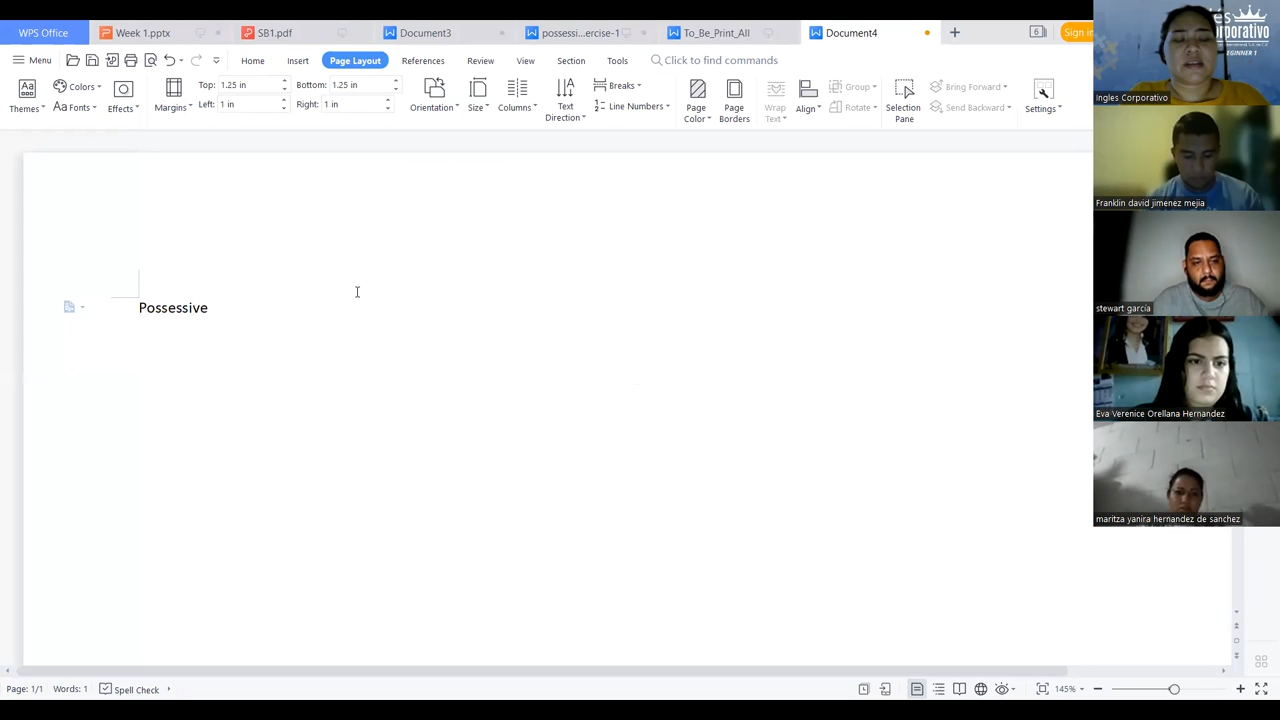 WPS Office
Week 1.pptx
SB1.pdf
Document3
possessi...ercise-1
To_Be_Print_All
Document4
6
Sign in
Menu
Home
Insert
Page Layout
References
Review
View
Section
Tools
Click to find commands
Themes
Colors
Fonts
Effects
Margins
Top: 1.25 in
Left: 1 in
Bottom: 1.25 in
Right: 1 in
Orientation
Size
Columns
Text Direction
Breaks
Line Numbers
Page Color
Page Borders
Wrap Text
Align
Group
Rotate
Selection Pane
Bring Forward
Send Backward
Settings
Possessive
Ingles Corporativo
Franklin david jimenez mejia
stewart garcía
Eva Verenice Orellana Hernandez
maritza yanira hernandez de sanchez
Page: 1/1
Words: 1
Spell Check
145%